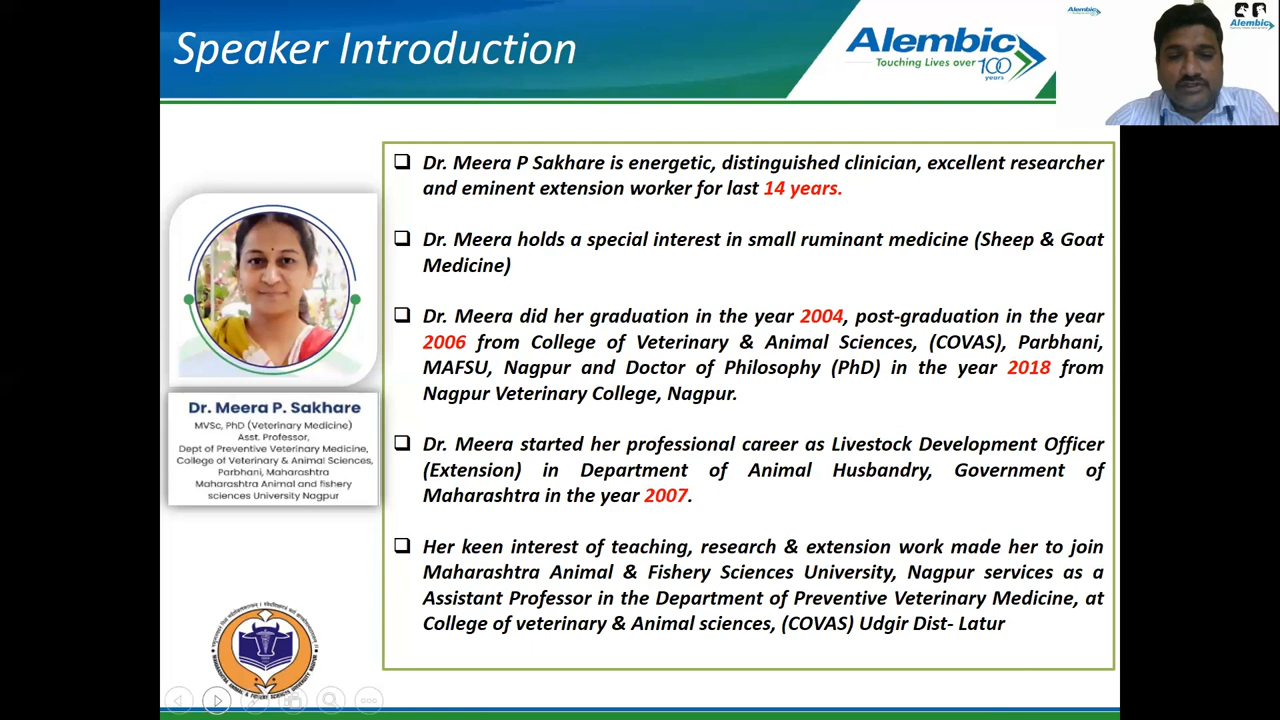 Speaker Introduction
Alembic
Touching Lives over 100 years
Alembic
Alembic
Dr. Meera P Sakhare is energetic, distinguished clinician, excellent researcher
and eminent extension worker for last 14 years.
Dr. Meera holds a special interest in small ruminant medicine (Sheep & Goat
Medicine)
Dr. Meera did her graduation in the year 2004, post-graduation in the year
2006 from College of Veterinary & Animal Sciences, (COVAS), Parbhani,
MAFSU, Nagpur and Doctor of Philosophy (PhD) in the year 2018 from
Nagpur Veterinary College, Nagpur.
Dr. Meera started her professional career as Livestock Development Officer
(Extension) in Department of Animal Husbandry, Government of
Maharashtra in the year 2007.
Her keen interest of teaching, research & extension work made her to join
Maharashtra Animal & Fishery Sciences University, Nagpur services as a
Assistant Professor in the Department of Preventive Veterinary Medicine, at
College of veterinary & Animal sciences, (COVAS) Udgir Dist- Latur
Dr. Meera P. Sakhare
MVSc, PhD (Veterinary Medicine)
Asst. Professor,
Dept of Preventive Veterinary Medicine,
College of Veterinary & Animal Sciences,
Parbhani, Maharashtra
Maharashtra Animal and fishery
sciences University Nagpur